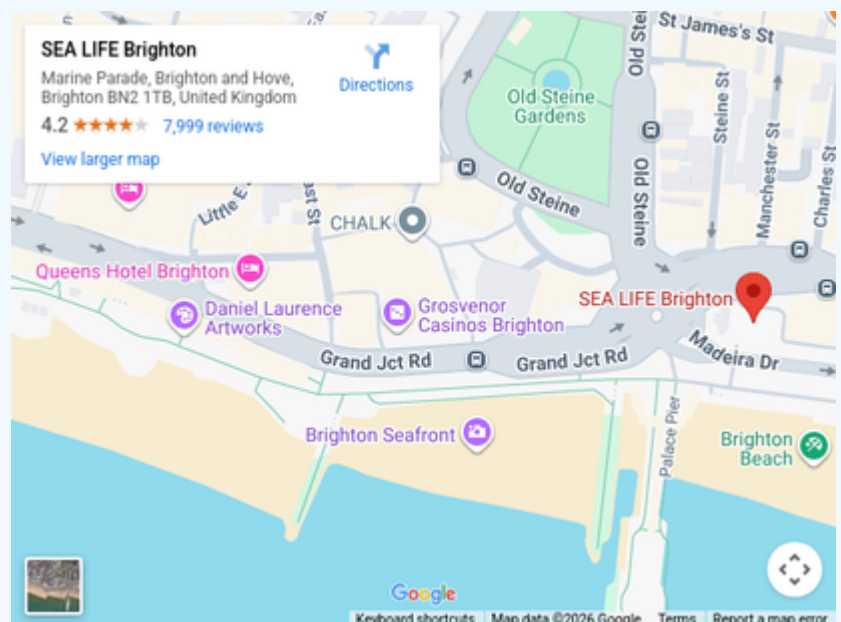 SEA LIFE Brighton
Marine Parade, Brighton and Hove,
Brighton BN2 1TB, United Kingdom
4.2
7,999 reviews
View larger map
Directions
Old Steine
Gardens
St James's St
Old Steine
Steine St
Manchester St
Charles St
Old Steine
CHALK
Queens Hotel Brighton
Daniel Laurence
Artworks
Grosvenor
Casinos Brighton
SEA LIFE Brighton
Madeira Dr
Grand Jct Rd
Grand Jct Rd
Brighton Seafront
Palace Pier
Brighton
Beach
Google
Keyboard shortcuts
Map data ©2026 Google
Terms
Report a map error